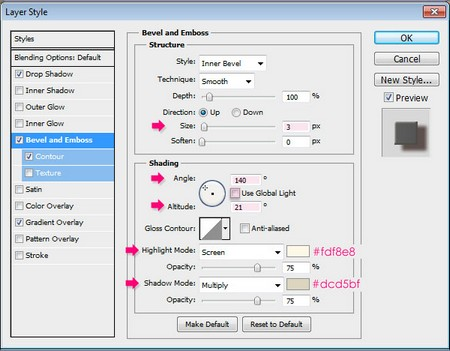 Layer Style
Styles
Blending Options: Default
Drop Shadow
Inner Shadow
Outer Glow
Inner Glow
Bevel and Emboss
Contour
Texture
Satin
Color Overlay
Gradient Overlay
Pattern Overlay
Stroke
Bevel and Emboss
Structure
Style: Inner Bevel
Technique: Smooth
Depth: 100 %
Direction: Up Down
Size: 3 px
Soften: 0 px
Shading
Angle: 140 °
Use Global Light
Altitude: 21 °
Gloss Contour: Anti-aliased
Highlight Mode: Screen #fdf8e8
Opacity: 75 %
Shadow Mode: Multiply #dcd5bf
Opacity: 75 %
Make Default Reset to Default
OK
Cancel
New Style...
Preview